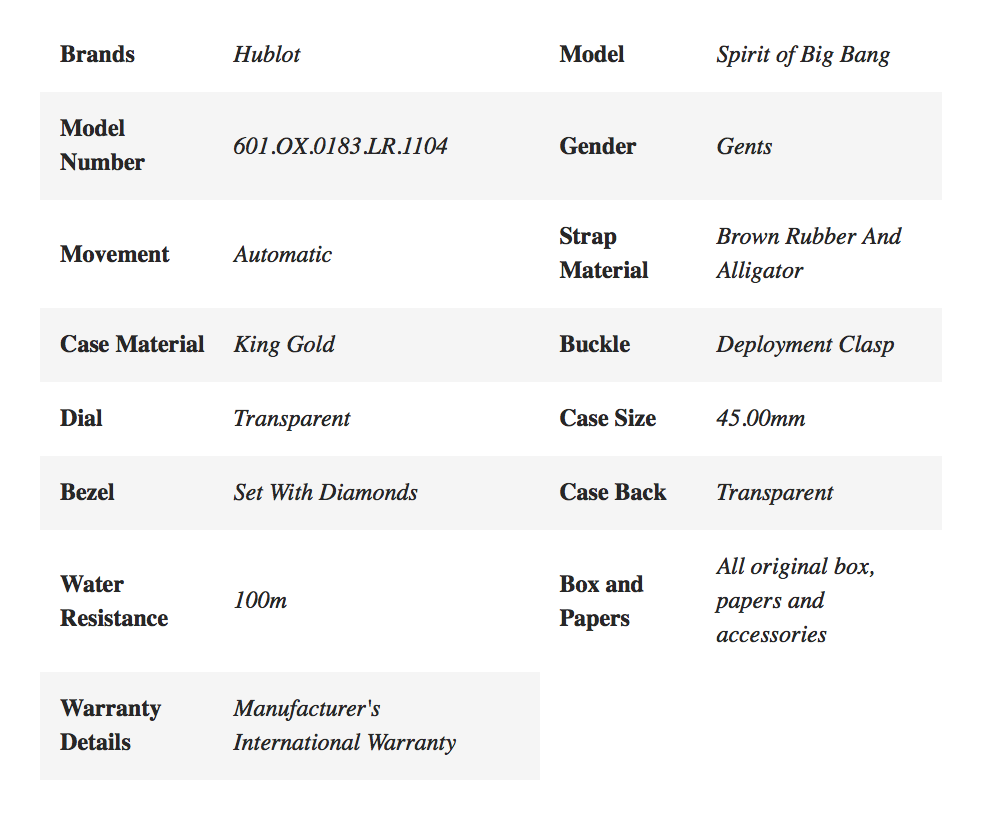 Brands Hublot Model Spirit of Big Bang
Model
Number
601.OX.0183.LR.1104 Gender Gents
Movement Automatic
Strap
Material
Brown Rubber And
Alligator
Case Material King Gold Buckle Deployment Clasp
Dial Transparent Case Size 45.00mm
Bezel Set With Diamonds Case Back Transparent
Water
Resistance
100m
Box and
Papers
All original box,
papers and
accessories
Warranty
Details
Manufacturer's
International Warranty